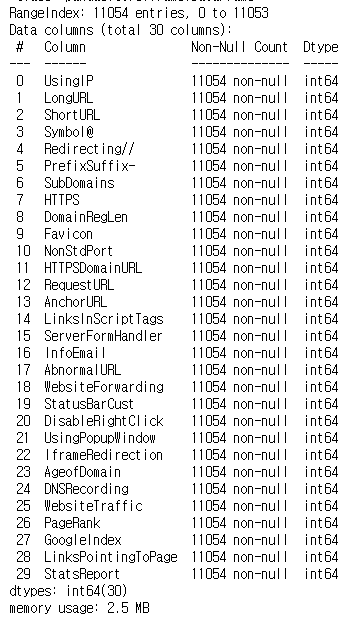 RangeIndex: 11054 entries, 0 to 11053
Data columns (total 30 columns):
 #   Column               Non-Null Count  Dtype
---  ------               --------------  -----
 0   UsingIP              11054 non-null  int64
 1   LongURL              11054 non-null  int64
 2   ShortURL             11054 non-null  int64
 3   Symbol@              11054 non-null  int64
 4   Redirecting//        11054 non-null  int64
 5   PrefixSuffix-        11054 non-null  int64
 6   SubDomains           11054 non-null  int64
 7   HTTPS                11054 non-null  int64
 8   DomainRegLen         11054 non-null  int64
 9   Favicon              11054 non-null  int64
 10  NonStdPort           11054 non-null  int64
 11  HTTPSDomainURL       11054 non-null  int64
 12  RequestURL           11054 non-null  int64
 13  AnchorURL            11054 non-null  int64
 14  LinksInScriptTags    11054 non-null  int64
 15  ServerFormHandler    11054 non-null  int64
 16  InfoEmail            11054 non-null  int64
 17  AbnormalURL          11054 non-null  int64
 18  WebsiteForwarding    11054 non-null  int64
 19  StatusBarCust        11054 non-null  int64
 20  DisableRightClick    11054 non-null  int64
 21  UsingPopupWindow     11054 non-null  int64
 22  IframeRedirection    11054 non-null  int64
 23  AgeofDomain          11054 non-null  int64
 24  DNSRecording         11054 non-null  int64
 25  WebsiteTraffic       11054 non-null  int64
 26  PageRank             11054 non-null  int64
 27  GoogleIndex          11054 non-null  int64
 28  LinksPointingToPage  11054 non-null  int64
 29  StatsReport          11054 non-null  int64
dtypes: int64(30)
memory usage: 2.5 MB